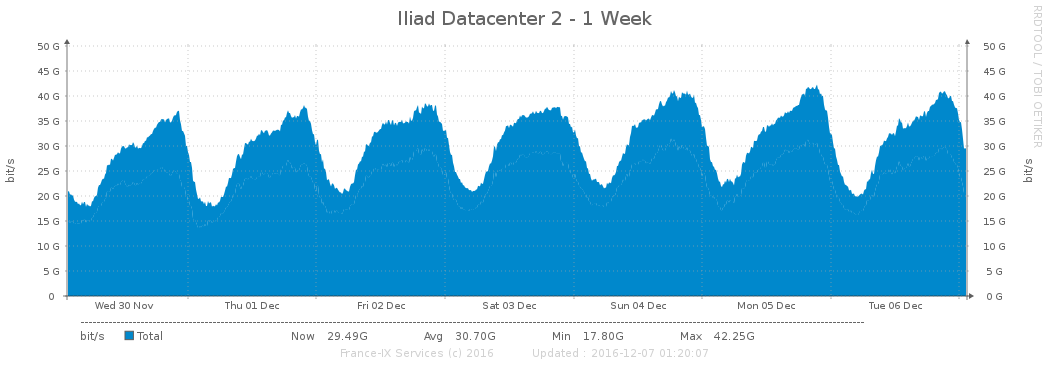 Iliad Datacenter 2 - 1 Week
RRDTOOL / TOBI OETIKER
bit/s
50 G 50 G
45 G 45 G
40 G 40 G
35 G 35 G
30 G 30 G
25 G 25 G
20 G 20 G
15 G 15 G
10 G 10 G
5 G 5 G
0 0 G
bit/s
Wed 30 Nov Thu 01 Dec Fri 02 Dec Sat 03 Dec Sun 04 Dec Mon 05 Dec Tue 06 Dec
bit/s Total Now 29.49G Avg 30.70G Min 17.80G Max 42.25G
France-IX Services (c) 2016 Updated : 2016-12-07 01:20:07